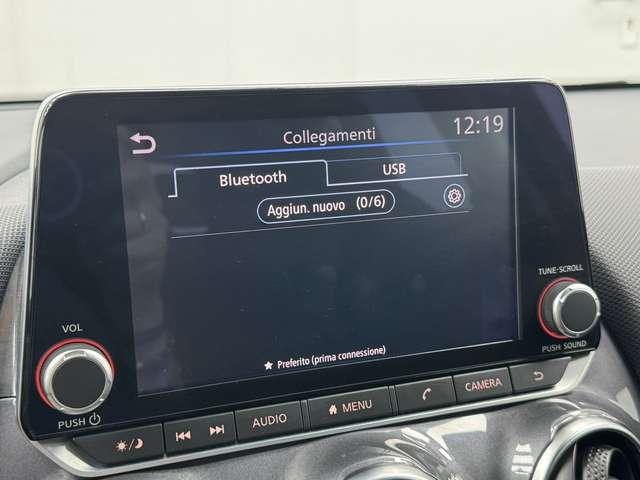 Collegamenti 12:19
Bluetooth USB
Aggiun. nuovo (0/6)
★ Preferito (prima connessione)
VOL
PUSH
TUNE·SCROLL
PUSH SOUND
AUDIO MENU CAMERA